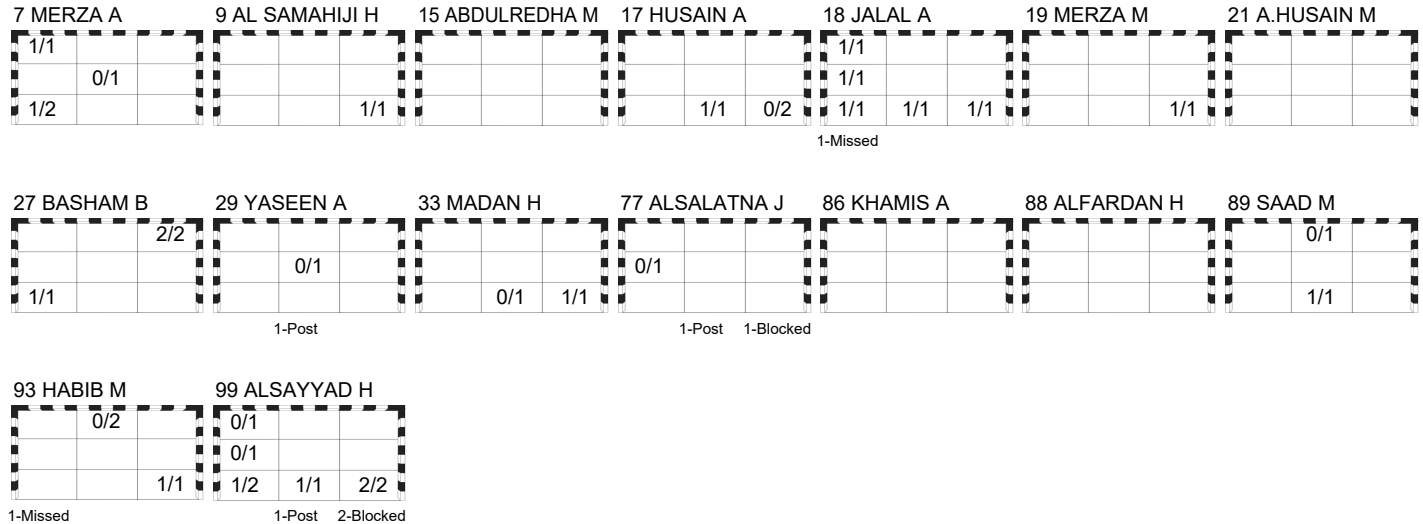 7 MERZA A 9 AL SAMAHIJI H 15 ABDULREDHA M 17 HUSAIN A 18 JALAL A 19 MERZA M 21 A.HUSAIN M
1/1 1/1
0/1 1/1
1/2 1/1 1/1 0/2 1/1 1/1 1/1 1/1
1-Missed
27 BASHAM B 29 YASEEN A 33 MADAN H 77 ALSALATNA J 86 KHAMIS A 88 ALFARDAN H 89 SAAD M
2/2 0/1
0/1 0/1
1/1 0/1 1/1 1/1
1-Post 1-Post 1-Blocked
93 HABIB M 99 ALSAYYAD H
0/2 0/1
0/1
1/1 1/2 1/1 2/2
1-Missed 1-Post 2-Blocked